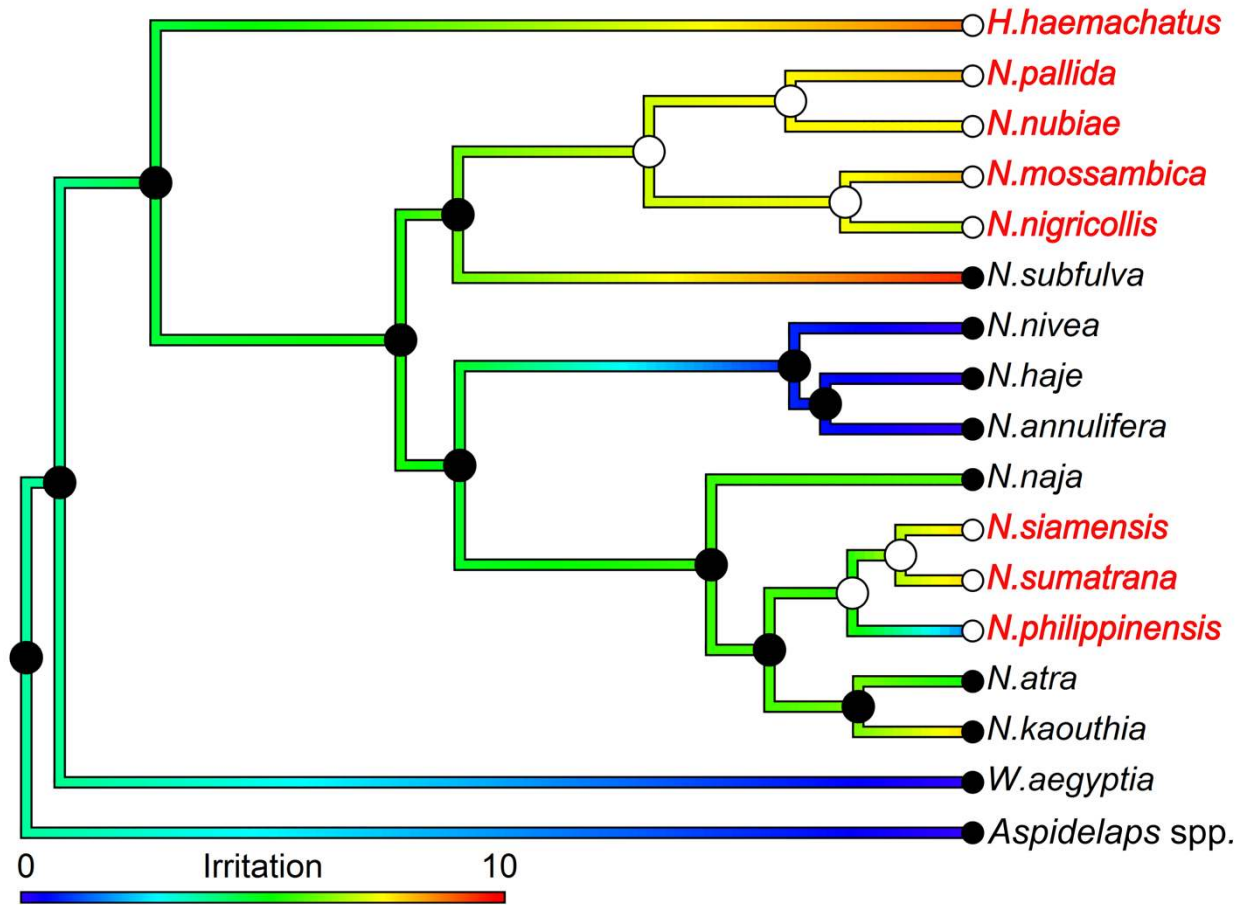 H.haemachatus
N.pallida
N.nubiae
N.mossambica
N.nigricollis
N.subfulva
N.nivea
N.haje
N.annulifera
N.naja
N.siamensis
N.sumatrana
N.philippinensis
N.atra
N.kaouthia
W.aegyptia
Aspidelaps spp.
0 Irritation 10